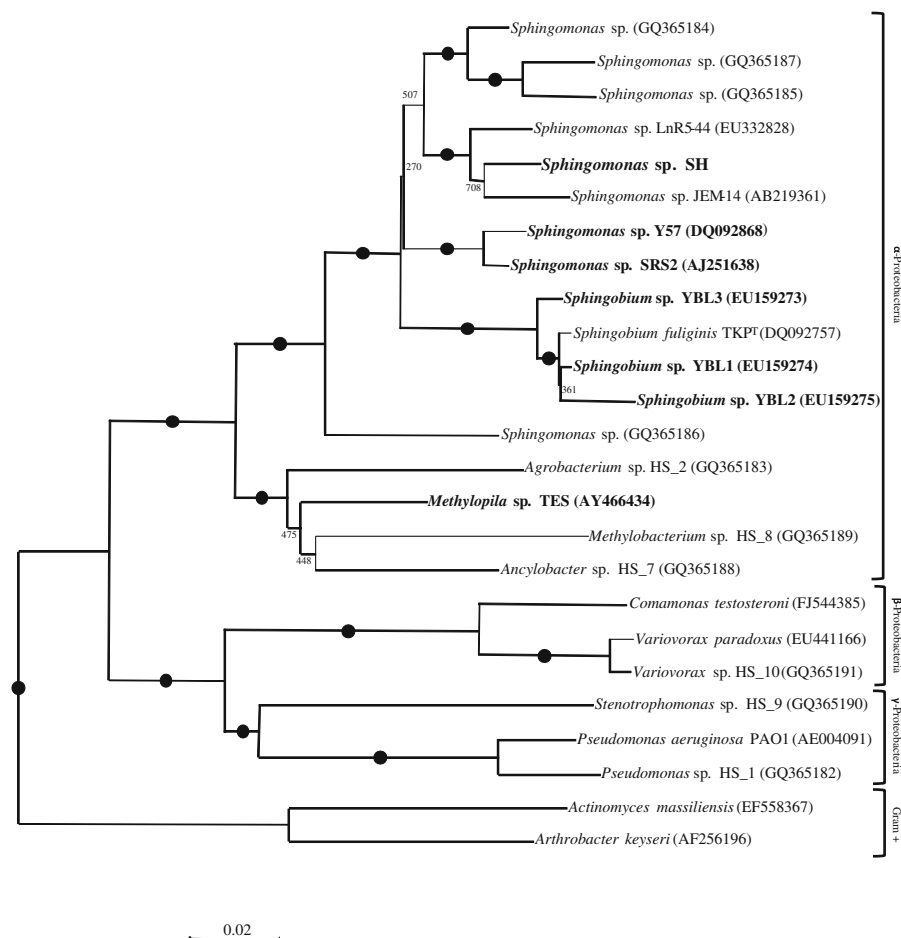 Sphingomonas sp. (GQ365184)
Sphingomonas sp. (GQ365187)
Sphingomonas sp. (GQ365185)
507
Sphingomonas sp. LnR5-44 (EU332828)
Sphingomonas sp. SH
270
708
Sphingomonas sp. JEM-14 (AB219361)
Sphingomonas sp. Y57 (DQ092868)
Sphingomonas sp. SRS2 (AJ251638)
α-Proteobacteria
Sphingobium sp. YBL3 (EU159273)
Sphingobium fuliginis TKPᵀ (DQ092757)
Sphingobium sp. YBL1 (EU159274)
361
Sphingobium sp. YBL2 (EU159275)
Sphingomonas sp. (GQ365186)
Agrobacterium sp. HS_2 (GQ365183)
Methylopila sp. TES (AY466434)
475
Methylobacterium sp. HS_8 (GQ365189)
448
Ancylobacter sp. HS_7 (GQ365188)
Comamonas testosteroni (FJ544385)
β-Proteobacteria
Variovorax paradoxus (EU441166)
Variovorax sp. HS_10 (GQ365191)
Stenotrophomonas sp. HS_9 (GQ365190)
γ-Proteobacteria
Pseudomonas aeruginosa PAO1 (AE004091)
Pseudomonas sp. HS_1 (GQ365182)
Actinomyces massiliensis (EF558367)
Gram +
Arthrobacter keyseri (AF256196)
0.02